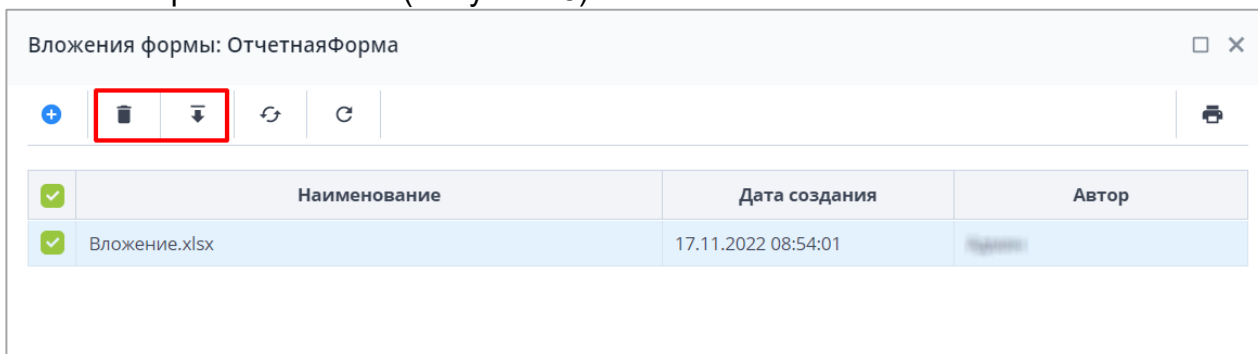 Вложения формы: ОтчетнаяФорма
Наименование Дата создания Автор
Вложение.xlsx 17.11.2022 08:54:01